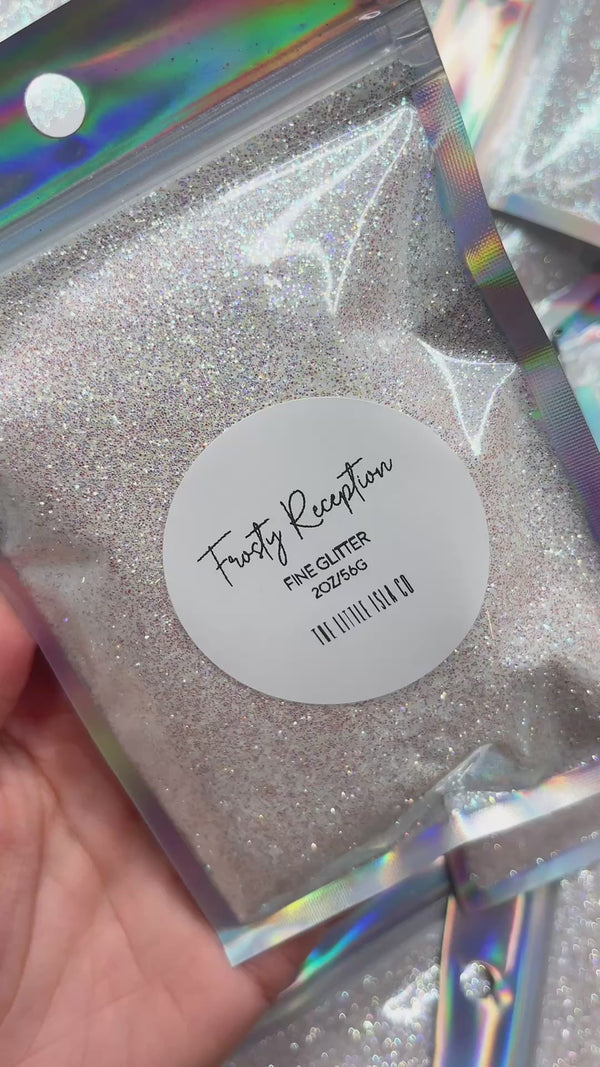 Frosty Reception
FINE GLITTER
2OZ/56G
THE LITTLE ISLA CO